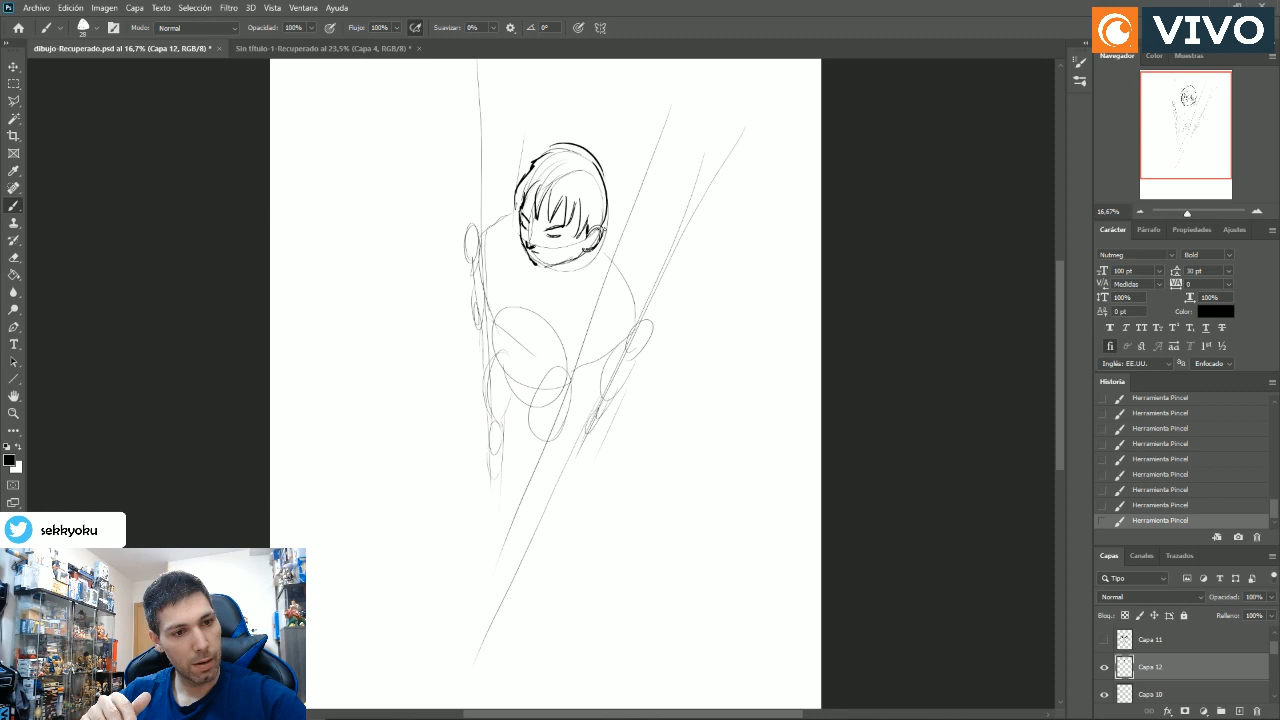 Ps Archivo Edición Imagen Capa Texto Selección Filtro 3D Vista Ventana Ayuda
28 Modo: Normal Opacidad: 100% Flujo: 100% Suavizar: 0% 0°
dibujo-Recuperado.psd al 16,7% (Capa 12, RGB/8) * × Sin título-1-Recuperado al 23,5% (Capa 4, RGB/8) * ×
VIVO
Navegador Color Muestras
16,67%
Carácter Párrafo Propiedades Ajustes
Nutmeg Bold
100 pt 30 pt
Medidas 0
100% 100%
0 pt Color:
Inglés: EE.UU. Enfocado
Historia
Herramienta Pincel
Herramienta Pincel
Herramienta Pincel
Herramienta Pincel
Herramienta Pincel
Herramienta Pincel
Herramienta Pincel
Herramienta Pincel
Herramienta Pincel
Capas Canales Trazados
Tipo
Normal Opacidad: 100%
Bloq.: Relleno: 100%
Capa 11
Capa 12
Capa 10
sekkyoku